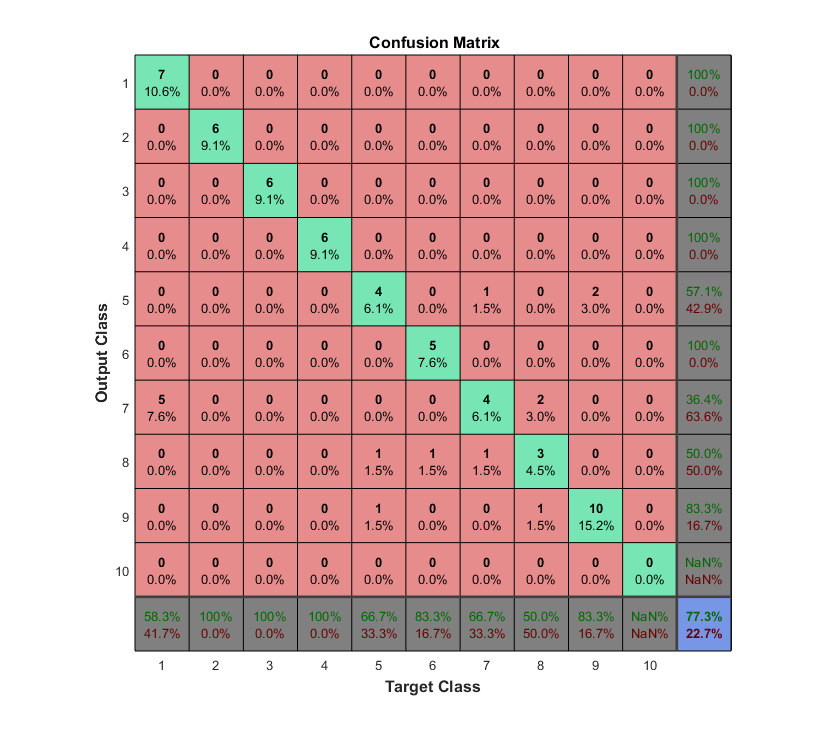 Confusion Matrix
7 0 0 0 0 0 0 0 0 0 100%
1
10.6% 0.0% 0.0% 0.0% 0.0% 0.0% 0.0% 0.0% 0.0% 0.0% 0.0%
0 6 0 0 0 0 0 0 0 0 100%
2
0.0% 9.1% 0.0% 0.0% 0.0% 0.0% 0.0% 0.0% 0.0% 0.0% 0.0%
0 0 6 0 0 0 0 0 0 0 100%
3
0.0% 0.0% 9.1% 0.0% 0.0% 0.0% 0.0% 0.0% 0.0% 0.0% 0.0%
0 0 0 6 0 0 0 0 0 0 100%
4
0.0% 0.0% 0.0% 9.1% 0.0% 0.0% 0.0% 0.0% 0.0% 0.0% 0.0%
0 0 0 0 4 0 1 0 2 0 57.1%
5
0.0% 0.0% 0.0% 0.0% 6.1% 0.0% 1.5% 0.0% 3.0% 0.0% 42.9%
0 0 0 0 0 5 0 0 0 0 100%
6
0.0% 0.0% 0.0% 0.0% 0.0% 7.6% 0.0% 0.0% 0.0% 0.0% 0.0%
5 0 0 0 0 0 4 2 0 0 36.4%
7
7.6% 0.0% 0.0% 0.0% 0.0% 0.0% 6.1% 3.0% 0.0% 0.0% 63.6%
0 0 0 0 1 1 1 3 0 0 50.0%
8
0.0% 0.0% 0.0% 0.0% 1.5% 1.5% 1.5% 4.5% 0.0% 0.0% 50.0%
0 0 0 0 1 0 0 1 10 0 83.3%
9
0.0% 0.0% 0.0% 0.0% 1.5% 0.0% 0.0% 1.5% 15.2% 0.0% 16.7%
0 0 0 0 0 0 0 0 0 0 NaN%
10
0.0% 0.0% 0.0% 0.0% 0.0% 0.0% 0.0% 0.0% 0.0% 0.0% NaN%
58.3% 100% 100% 100% 66.7% 83.3% 66.7% 50.0% 83.3% NaN% 77.3%
41.7% 0.0% 0.0% 0.0% 33.3% 16.7% 33.3% 50.0% 16.7% NaN% 22.7%
1 2 3 4 5 6 7 8 9 10
Target Class
Output Class